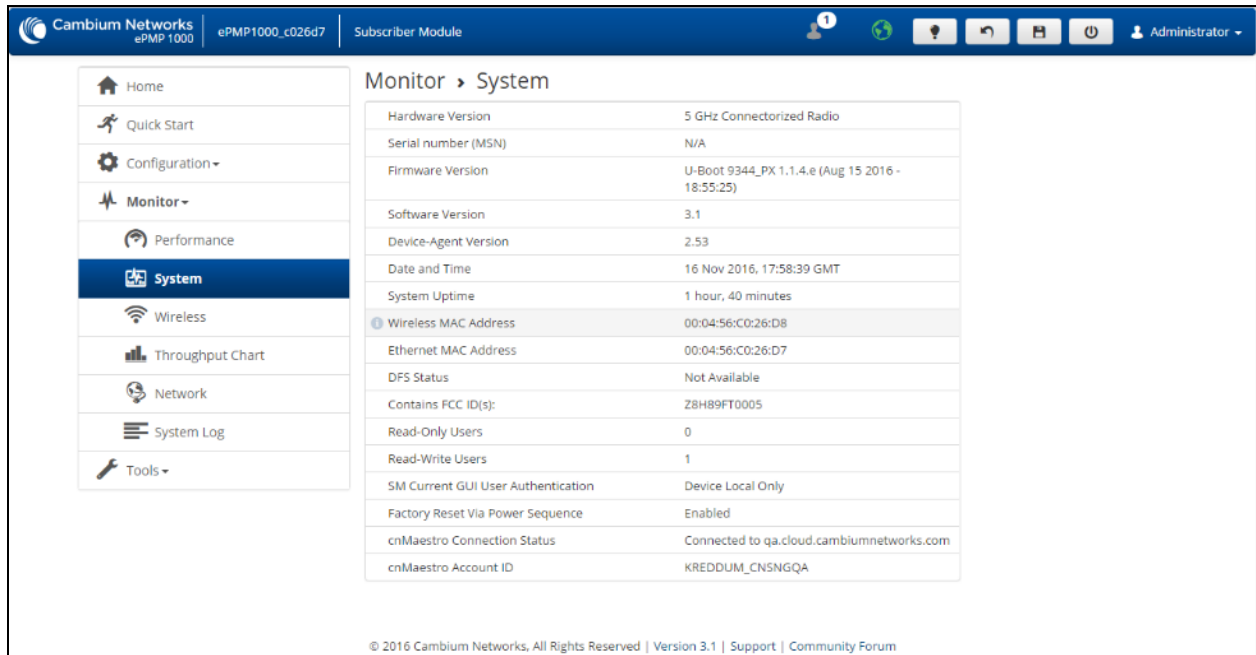 Cambium Networks
ePMP 1000
ePMP1000_c026d7
Subscriber Module
1
Administrator
Home
Quick Start
Configuration
Monitor
Performance
System
Wireless
Throughput Chart
Network
System Log
Tools
Monitor › System
Hardware Version 5 GHz Connectorized Radio
Serial number (MSN) N/A
Firmware Version U-Boot 9344_PX 1.1.4.e (Aug 15 2016 -
18:55:25)
Software Version 3.1
Device-Agent Version 2.53
Date and Time 16 Nov 2016, 17:58:39 GMT
System Uptime 1 hour, 40 minutes
Wireless MAC Address 00:04:56:C0:26:D8
Ethernet MAC Address 00:04:56:C0:26:D7
DFS Status Not Available
Contains FCC ID(s): Z8H89FT0005
Read-Only Users 0
Read-Write Users 1
SM Current GUI User Authentication Device Local Only
Factory Reset Via Power Sequence Enabled
cnMaestro Connection Status Connected to qa.cloud.cambiumnetworks.com
cnMaestro Account ID KREDDUM_CNSNGQA
© 2016 Cambium Networks, All Rights Reserved | Version 3.1 | Support | Community Forum